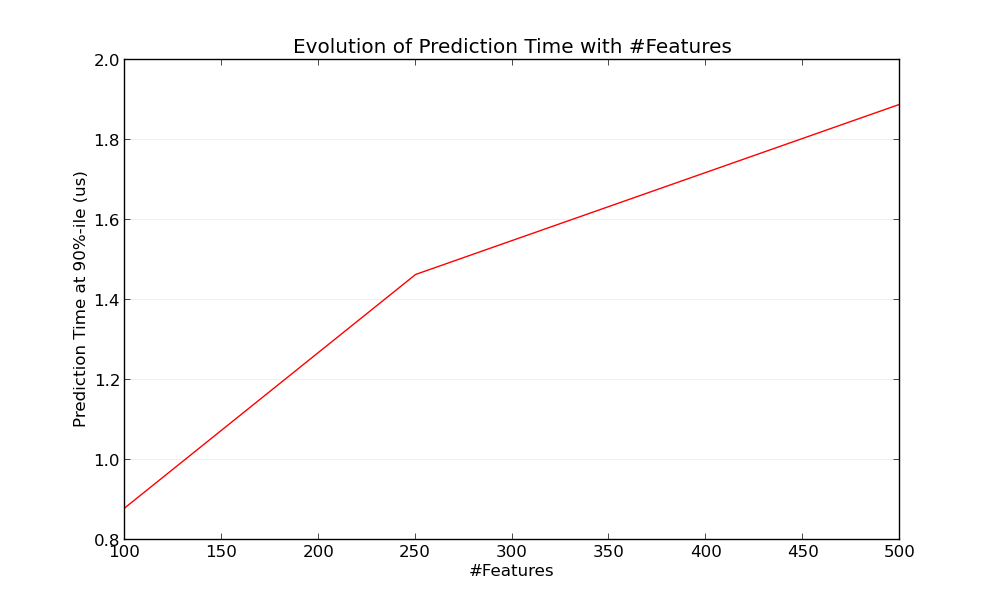 Evolution of Prediction Time with #Features
2.0
1.8
1.6
1.4
1.2
1.0
0.8
Prediction Time at 90%-ile (us)
100 150 200 250 300 350 400 450 500
#Features